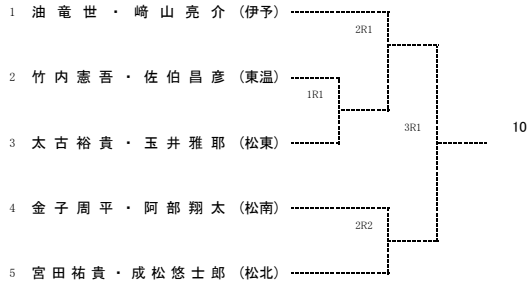 1 油竜世・﨑山亮介 (伊予)
2R1
2 竹内憲吾・佐伯昌彦 (東温)
1R1
3R1
10
3 太古裕貴・玉井雅耶 (松東)
4 金子周平・阿部翔太 (松南)
2R2
5 宮田祐貴・成松悠士郎 (松北)